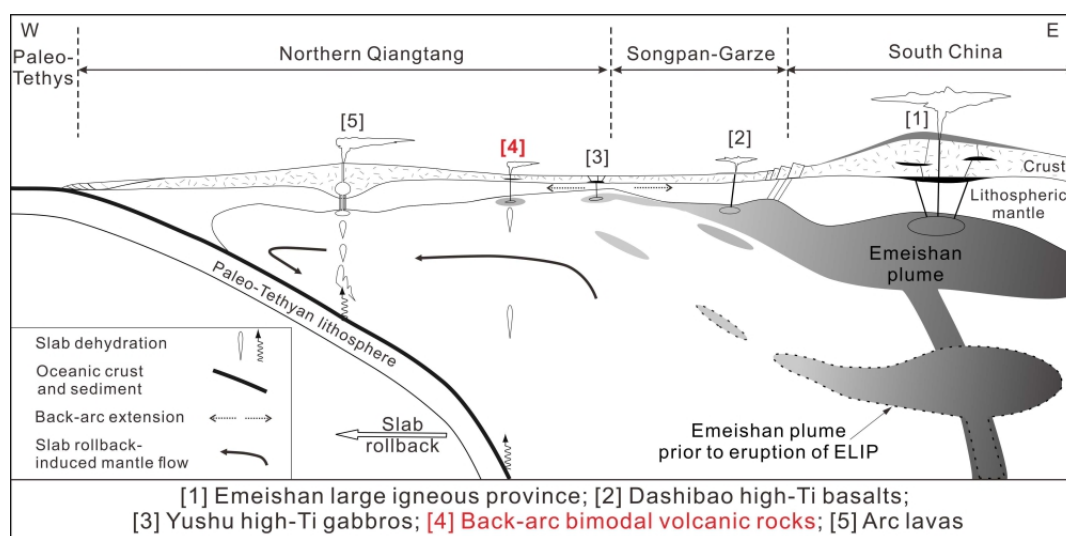 W
E
Paleo-
Tethys
Northern Qiangtang
Songpan-Garze
South China
[5]
[4]
[3]
[2]
[1]
Crust
Lithospheric
mantle
Emeishan
plume
Paleo-Tethyan lithosphere
Slab dehydration
Oceanic crust
and sediment
Back-arc extension
Slab rollback-
induced mantle flow
Slab
rollback
Emeishan plume
prior to eruption of ELIP
[1] Emeishan large igneous province; [2] Dashibao high-Ti basalts;
[3] Yushu high-Ti gabbros; [4] Back-arc bimodal volcanic rocks; [5] Arc lavas